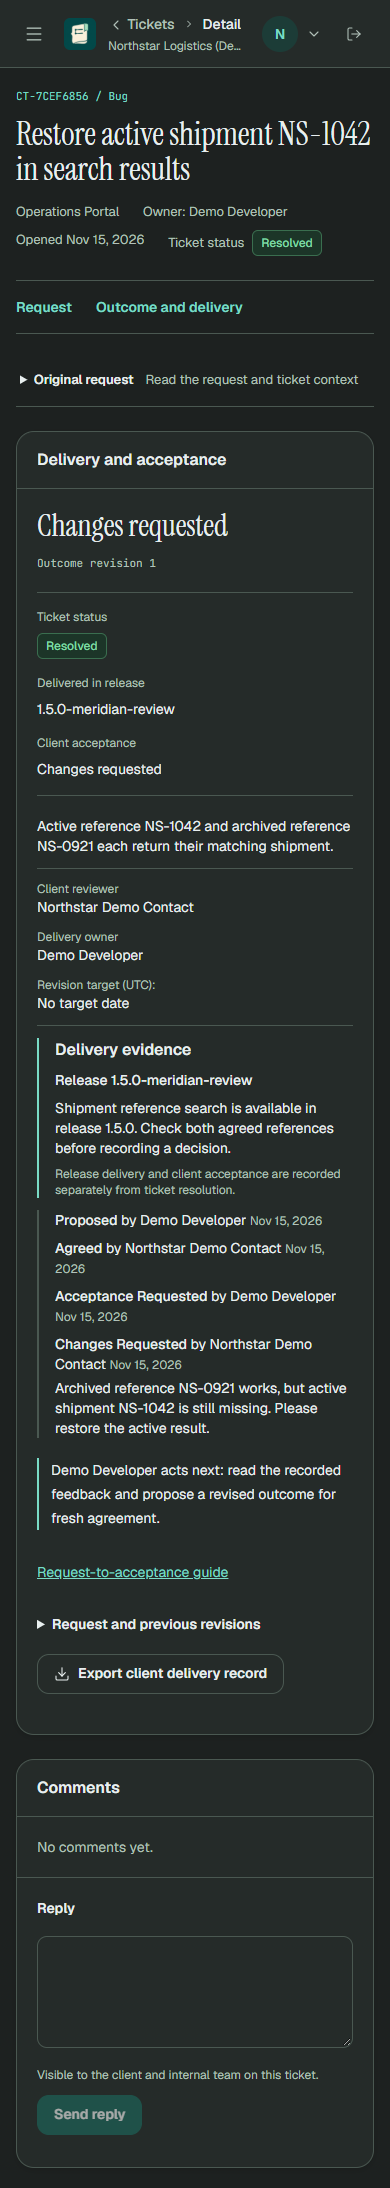 Tickets > Detail
Northstar Logistics (De...
N
CT-7CEF6856 / Bug
Restore active shipment NS-1042
in search results
Operations Portal Owner: Demo Developer
Opened Nov 15, 2026 Ticket status Resolved
Request Outcome and delivery
Original request Read the request and ticket context
Delivery and acceptance
Changes requested
Outcome revision 1
Ticket status
Resolved
Delivered in release
1.5.0-meridian-review
Client acceptance
Changes requested
Active reference NS-1042 and archived reference
NS-0921 each return their matching shipment.
Client reviewer
Northstar Demo Contact
Delivery owner
Demo Developer
Revision target (UTC):
No target date
Delivery evidence
Release 1.5.0-meridian-review
Shipment reference search is available in
release 1.5.0. Check both agreed references
before recording a decision.
Release delivery and client acceptance are recorded
separately from ticket resolution.
Proposed by Demo Developer Nov 15, 2026
Agreed by Northstar Demo Contact Nov 15,
2026
Acceptance Requested by Demo Developer
Nov 15, 2026
Changes Requested by Northstar Demo
Contact Nov 15, 2026
Archived reference NS-0921 works, but active
shipment NS-1042 is still missing. Please
restore the active result.
Demo Developer acts next: read the recorded
feedback and propose a revised outcome for
fresh agreement.
Request-to-acceptance guide
Request and previous revisions
Export client delivery record
Comments
No comments yet.
Reply
Visible to the client and internal team on this ticket.
Send reply